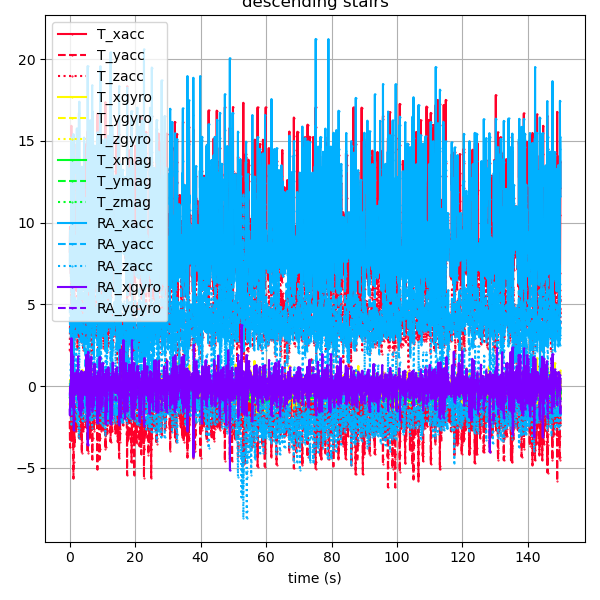 descending stairs
T_xacc
T_yacc
T_zacc
T_xgyro
T_ygyro
T_zgyro
T_xmag
T_ymag
T_zmag
RA_xacc
RA_yacc
RA_zacc
RA_xgyro
RA_ygyro
20
15
10
5
0
−5
0 20 40 60 80 100 120 140
time (s)